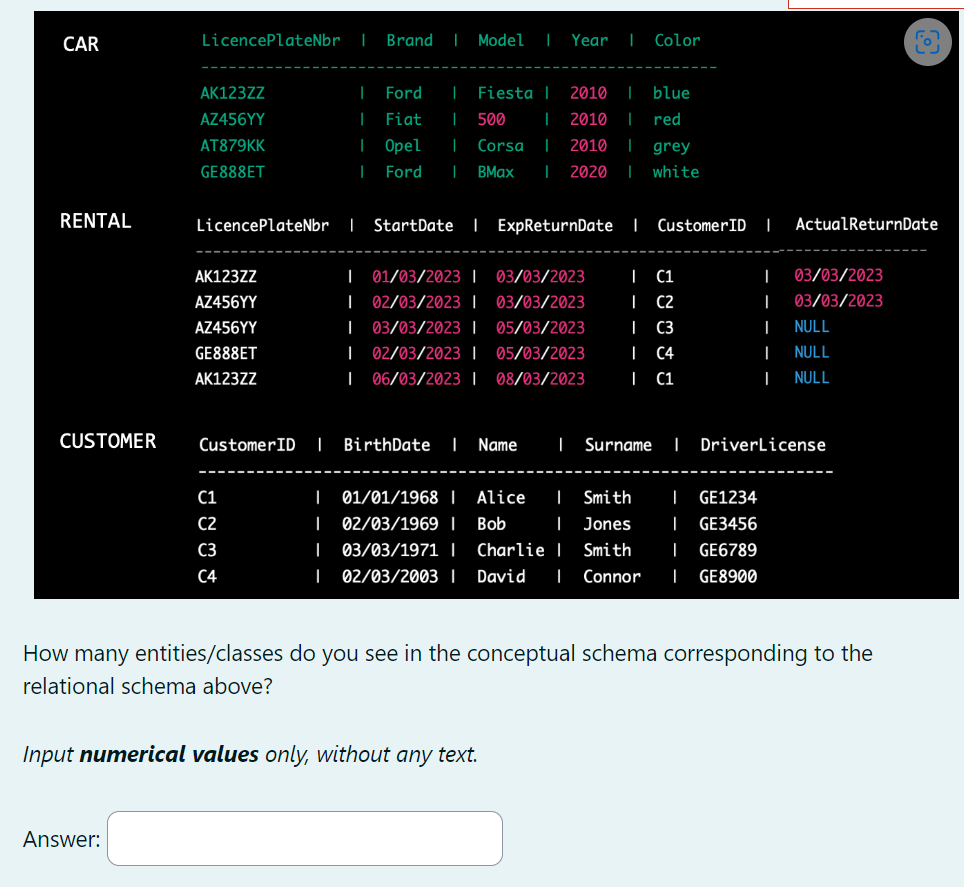 CAR
LicencePlateNbr | Brand | Model | Year | Color
-------------------------------------------------------
AK123ZZ | Ford | Fiesta | 2010 | blue
AZ456YY | Fiat | 500 | 2010 | red
AT879KK | Opel | Corsa | 2010 | grey
GE888ET | Ford | BMax | 2020 | white
RENTAL
LicencePlateNbr | StartDate | ExpReturnDate | CustomerID | ActualReturnDate
--------------------------------------------------------------------------------
AK123ZZ | 01/03/2023 | 03/03/2023 | C1 | 03/03/2023
AZ456YY | 02/03/2023 | 03/03/2023 | C2 | 03/03/2023
AZ456YY | 03/03/2023 | 05/03/2023 | C3 | NULL
GE888ET | 02/03/2023 | 05/03/2023 | C4 | NULL
AK123ZZ | 06/03/2023 | 08/03/2023 | C1 | NULL
CUSTOMER
CustomerID | BirthDate | Name | Surname | DriverLicense
------------------------------------------------------------------
C1 | 01/01/1968 | Alice | Smith | GE1234
C2 | 02/03/1969 | Bob | Jones | GE3456
C3 | 03/03/1971 | Charlie | Smith | GE6789
C4 | 02/03/2003 | David | Connor | GE8900
How many entities/classes do you see in the conceptual schema corresponding to the
relational schema above?
Input numerical values only, without any text.
Answer: